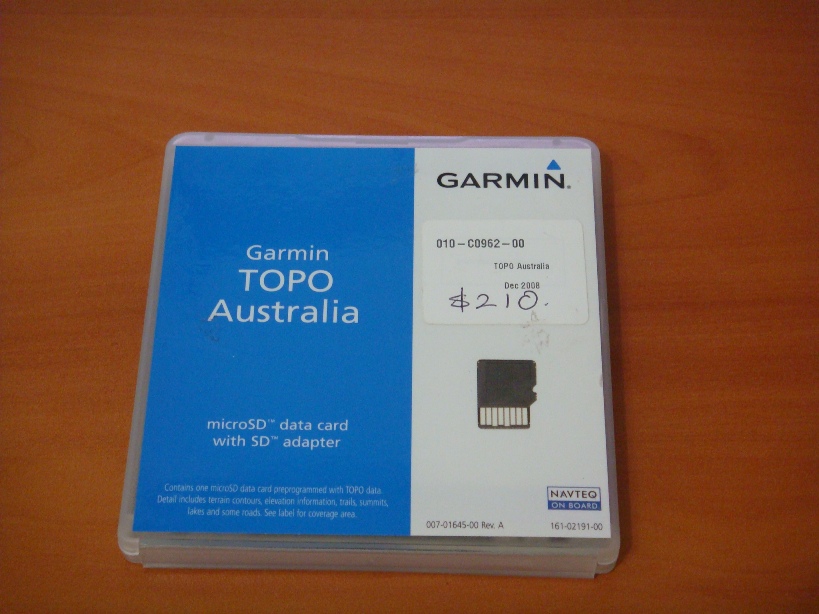 Garmin
TOPO
Australia
microSD™ data card
with SD™ adapter
Contains one microSD data card preprogrammed with TOPO data.
Detail includes terrain contours, elevation information, trails, summits,
lakes and some roads. See label for coverage area.
GARMIN®
010-C0962-00
TOPO Australia
Dec 2008
$210.
NAVTEQ
ON BOARD
007-01645-00 Rev. A
161-02191-00